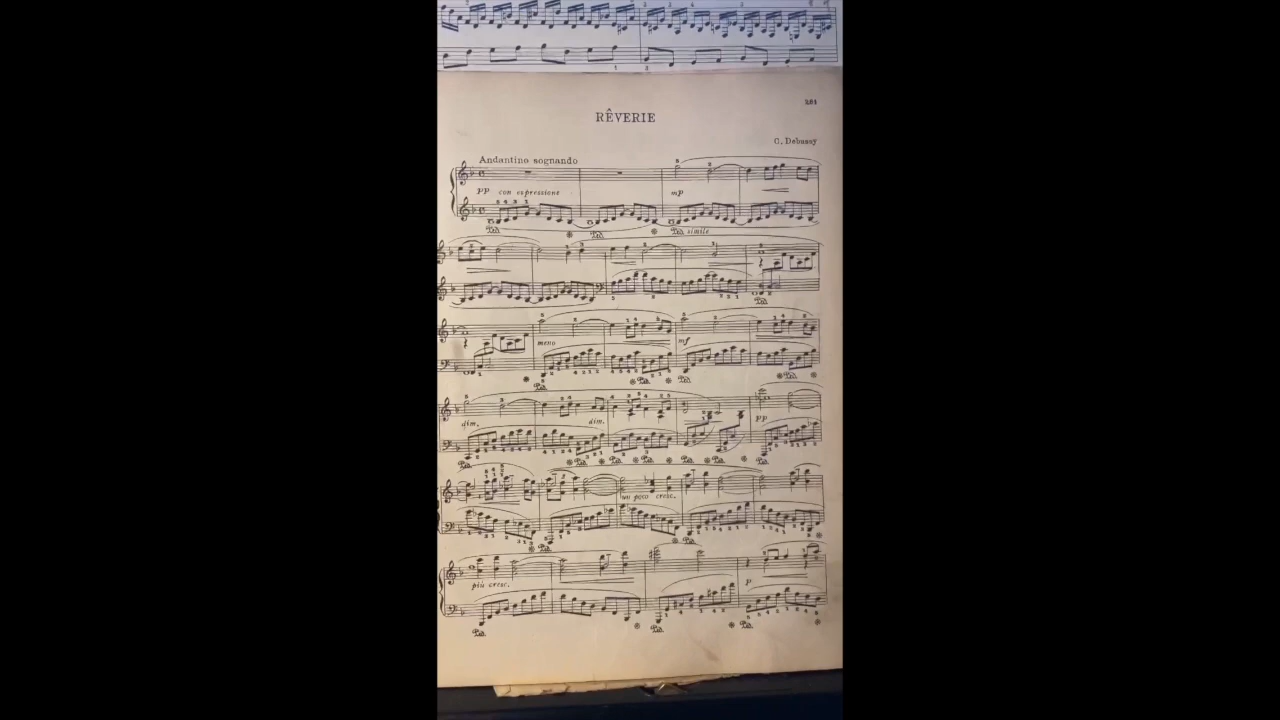 281
RÊVERIE
C. Debussy
Andantino sognando
pp con espressione
mp
simile
meno
mf
dim.
dim.
pp
un poco cresc.
più cresc.
p